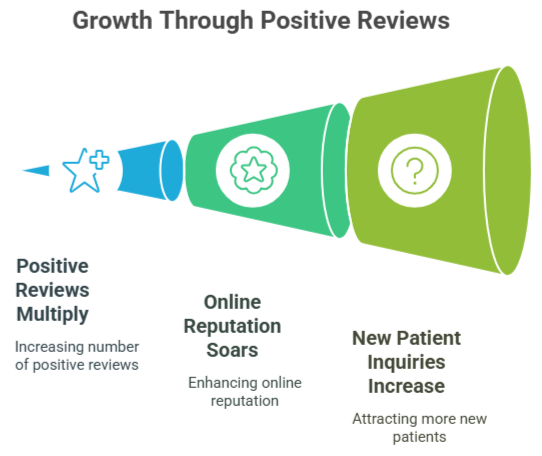 Growth Through Positive Reviews
Positive
Reviews
Multiply
Increasing number
of positive reviews
Online
Reputation
Soars
Enhancing online
reputation
New Patient
Inquiries
Increase
Attracting more new
patients